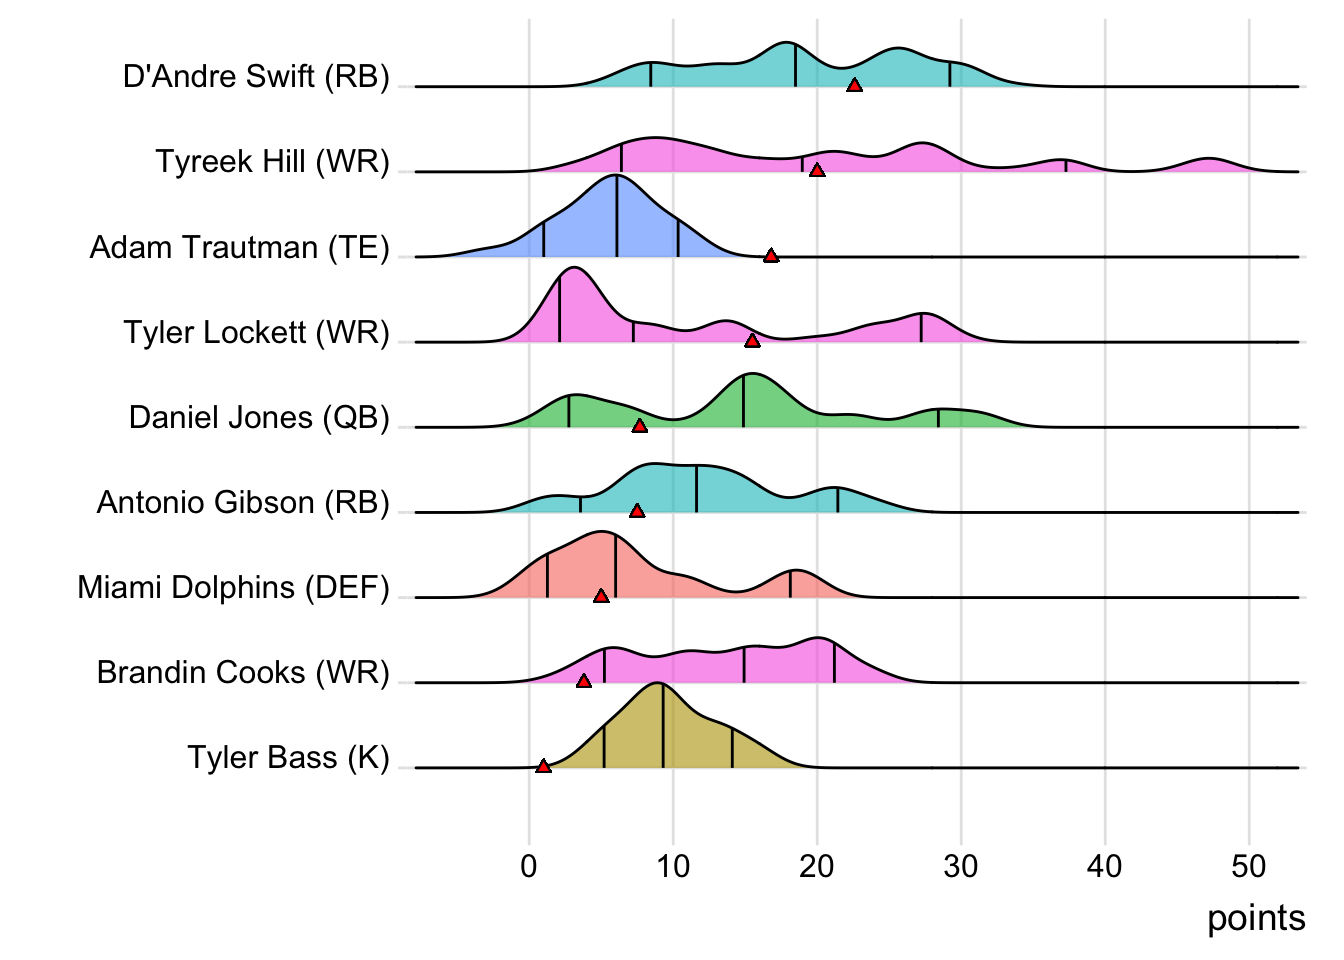 D'Andre Swift (RB)
Tyreek Hill (WR)
Adam Trautman (TE)
Tyler Lockett (WR)
Daniel Jones (QB)
Antonio Gibson (RB)
Miami Dolphins (DEF)
Brandin Cooks (WR)
Tyler Bass (K)
0 10 20 30 40 50
points